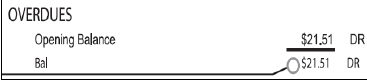 OVERDUES
Opening Balance $21.51 DR
Bal $21.51 DR